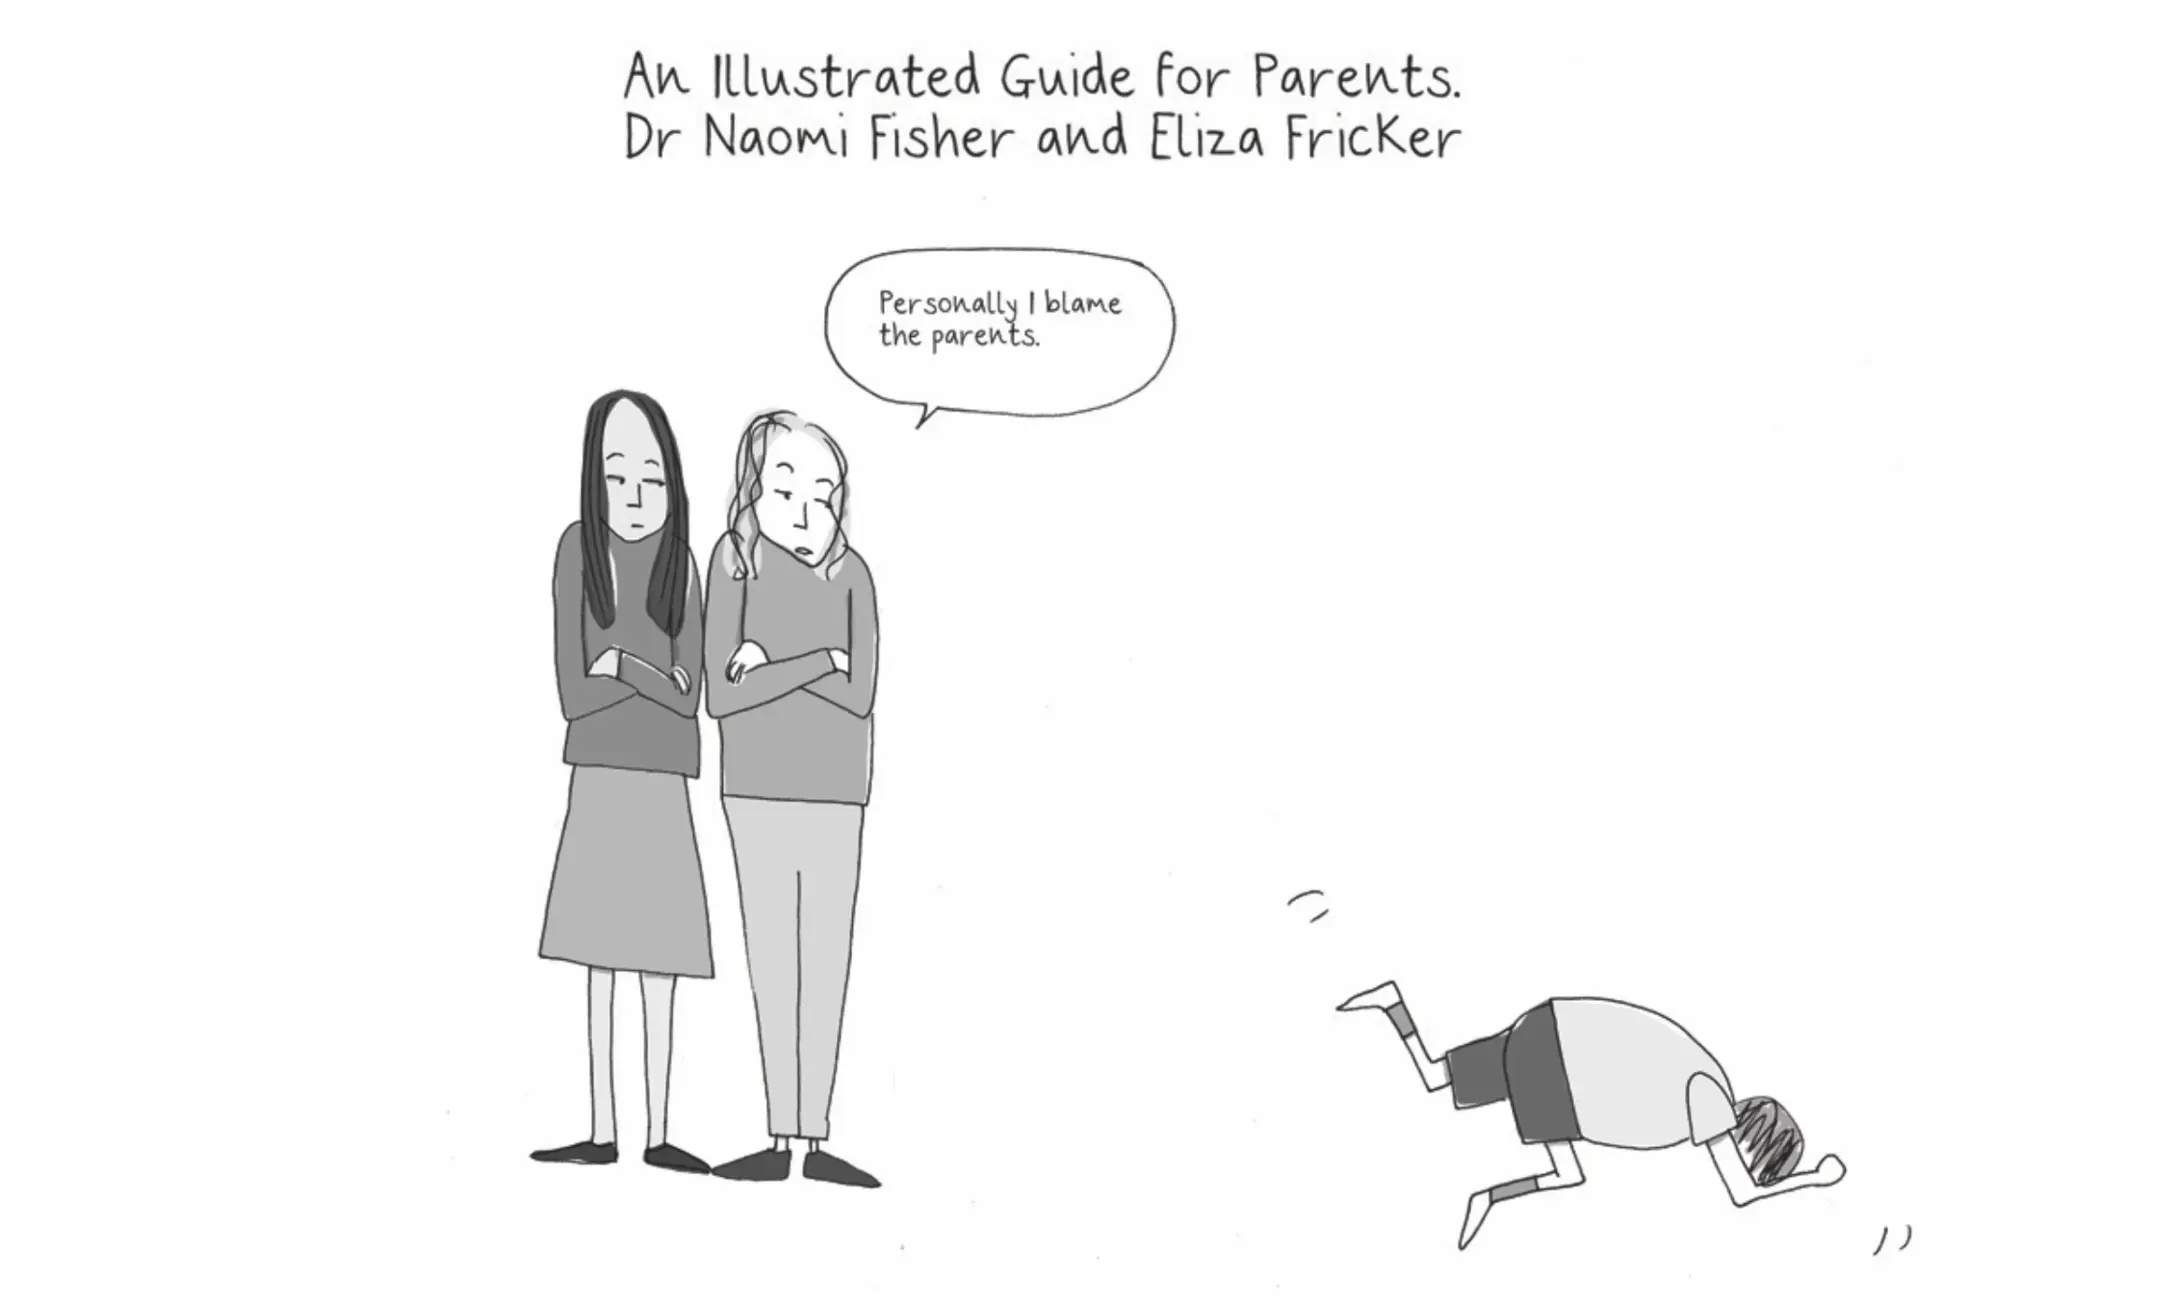 An Illustrated Guide for Parents.
Dr Naomi Fisher and Eliza Fricker
Personally I blame
the parents.